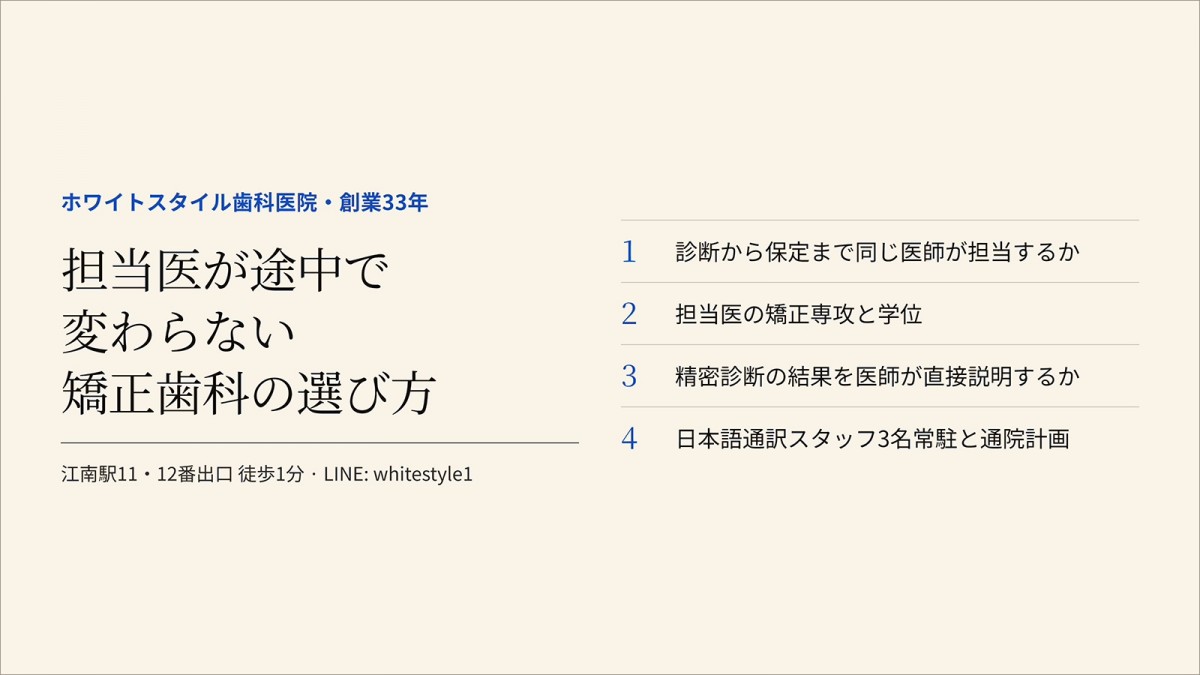 ホワイトスタイル歯科医院・創業33年
担当医が途中で
変わらない
矯正歯科の選び方
江南駅11・12番出口 徒歩1分 · LINE: whitestyle1
1 診断から保定まで同じ医師が担当するか
2 担当医の矯正専攻と学位
3 精密診断の結果を医師が直接説明するか
4 日本語通訳スタッフ3名常駐と通院計画